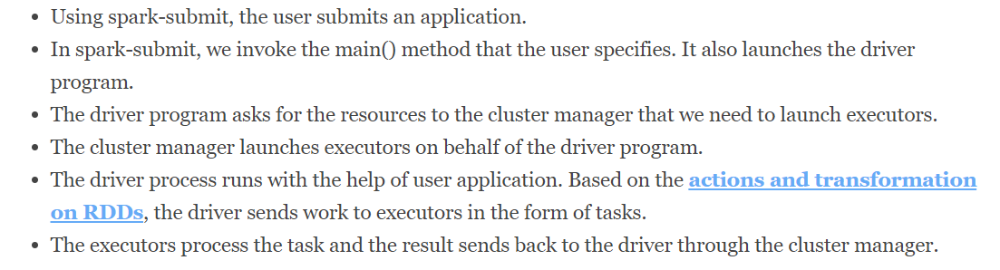 • Using spark-submit, the user submits an application.
• In spark-submit, we invoke the main() method that the user specifies. It also launches the driver
program.
• The driver program asks for the resources to the cluster manager that we need to launch executors.
• The cluster manager launches executors on behalf of the driver program.
• The driver process runs with the help of user application. Based on the actions and transformation
on RDDs, the driver sends work to executors in the form of tasks.
• The executors process the task and the result sends back to the driver through the cluster manager.